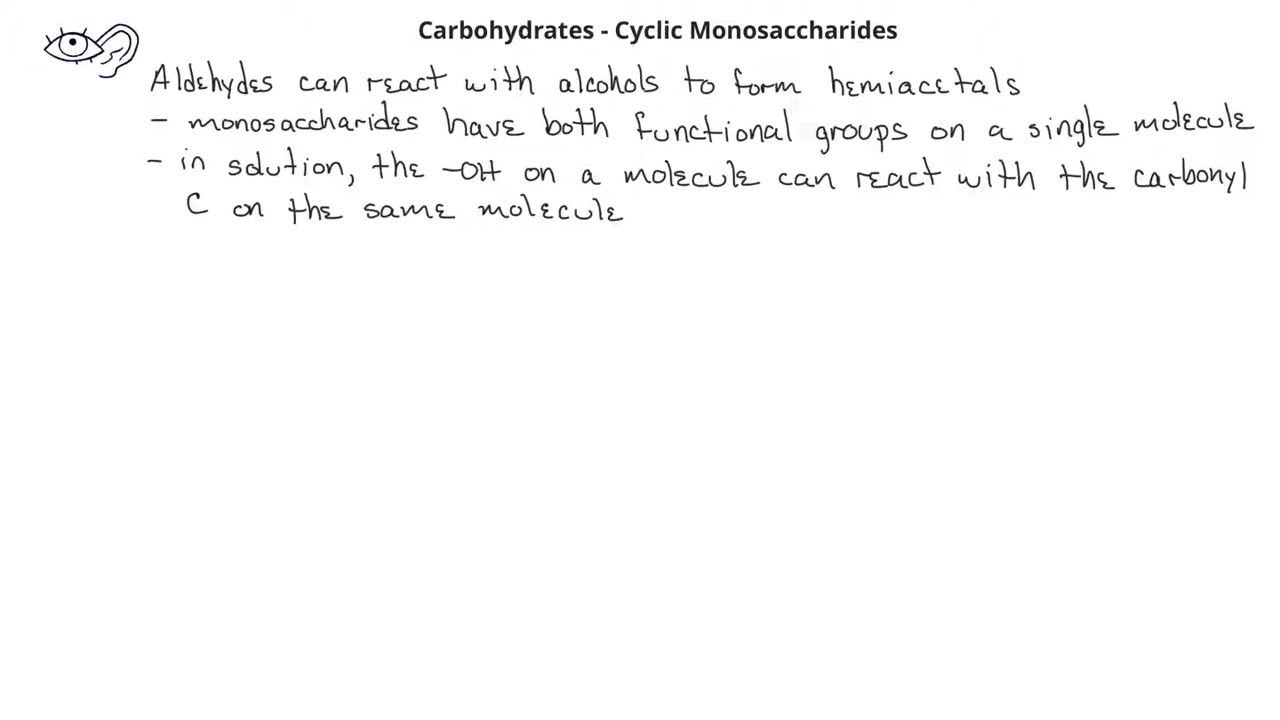 Carbohydrates - Cyclic Monosaccharides
Aldehydes can react with alcohols to form hemiacetals
- monosaccharides have both functional groups on a single molecule
- in solution, the -OH on a molecule can react with the carbonyl
C on the same molecule